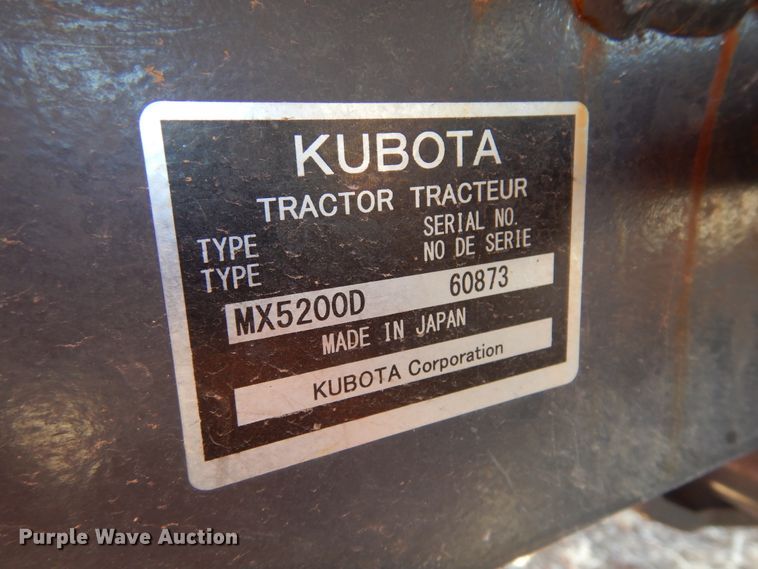 KUBOTA
TRACTOR TRACTEUR
TYPE SERIAL NO.
TYPE NO DE SERIE
MX5200D 60873
MADE IN JAPAN
KUBOTA Corporation
Purple Wave Auction®